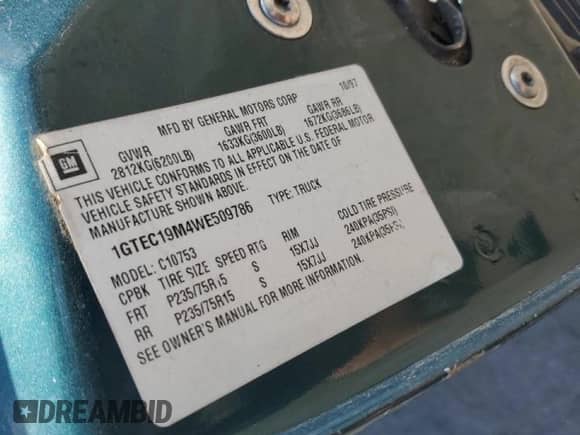 GM
MFD BY GENERAL MOTORS CORP 10/97
GVWR GAWR FRT GAWR RR
2812KG(6200LB) 1633KG(3600LB) 1672KG(3686LB)
THIS VEHICLE CONFORMS TO ALL APPLICABLE U.S. FEDERAL MOTOR
VEHICLE SAFETY STANDARDS IN EFFECT ON THE DATE OF
MANUFACTURE SHOWN ABOVE.
1GTEC19M4WE509786 TYPE: TRUCK
MODEL: C10753
CPBK TIRE SIZE SPEED RTG RIM COLD TIRE PRESSURE
FRT P235/75R15 S 15X7JJ 240KPA(35PSI)
RR P235/75R15 S 15X7JJ 240KPA(35PSI)
SEE OWNER'S MANUAL FOR MORE INFORMATION.
DREAMBID